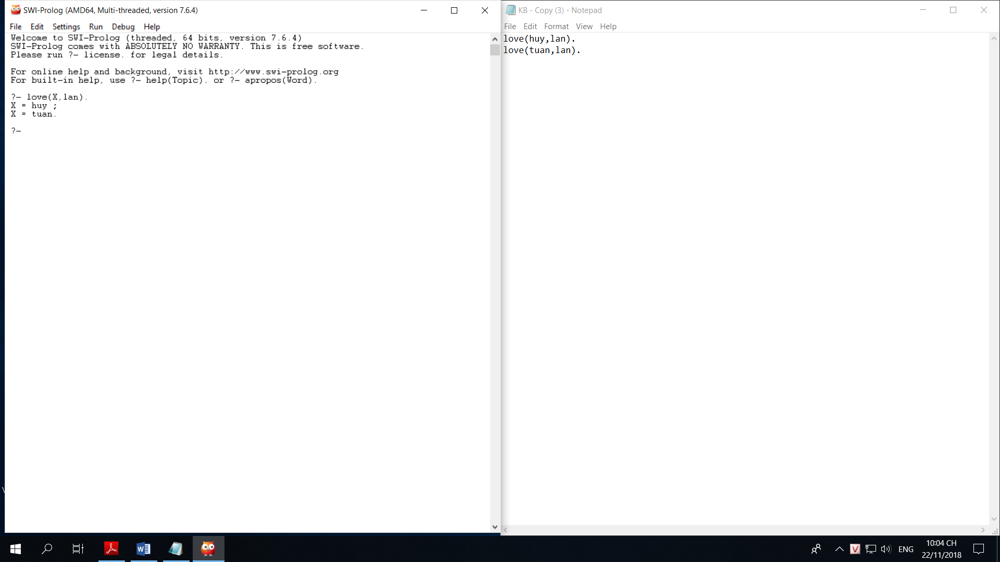 SWI-Prolog (AMD64, Multi-threaded, version 7.6.4)
File Edit Settings Run Debug Help
Welcome to SWI-Prolog (threaded, 64 bits, version 7.6.4)
SWI-Prolog comes with ABSOLUTELY NO WARRANTY. This is free software.
Please run ?- license. for legal details.
For online help and background, visit http://www.swi-prolog.org
For built-in help, use ?- help(Topic). or ?- apropos(Word).
?- love(X,lan).
X = huy ;
X = tuan.
?-
KB - Copy (3) - Notepad
File Edit Format View Help
love(huy,lan).
love(tuan,lan).
ENG
10:04 CH
22/11/2018